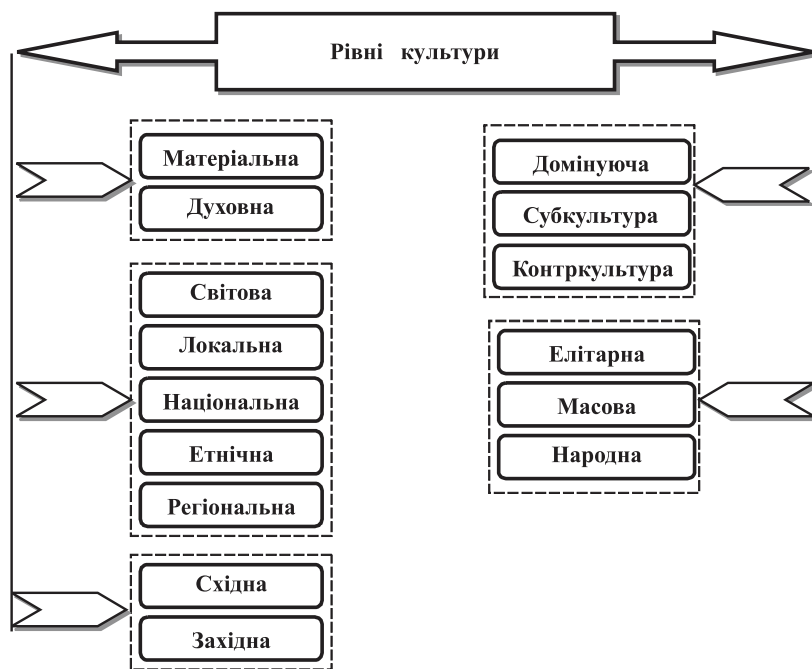 Рівні культури
Матеріальна
Духовна
Світова
Локальна
Національна
Етнічна
Регіональна
Східна
Західна
Домінуюча
Субкультура
Контркультура
Елітарна
Масова
Народна